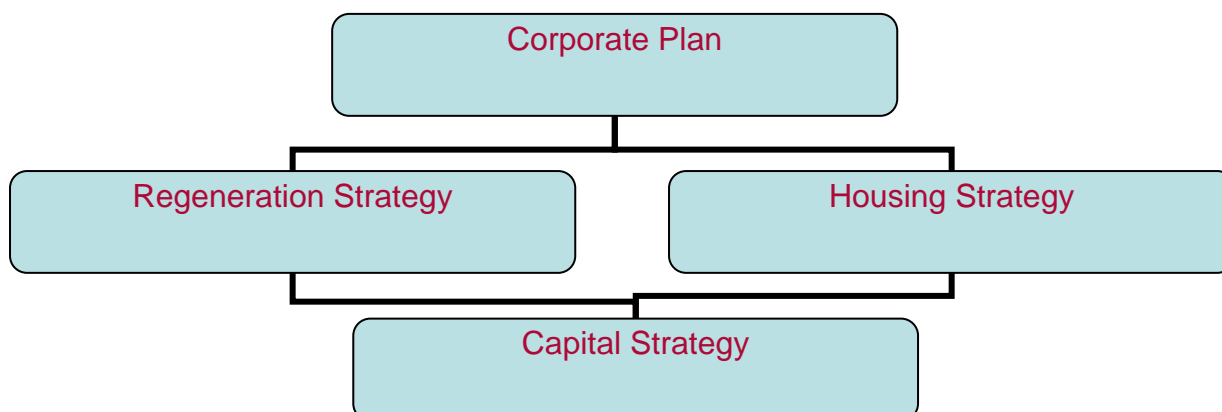 Corporate Plan
Regeneration Strategy
Housing Strategy
Capital Strategy